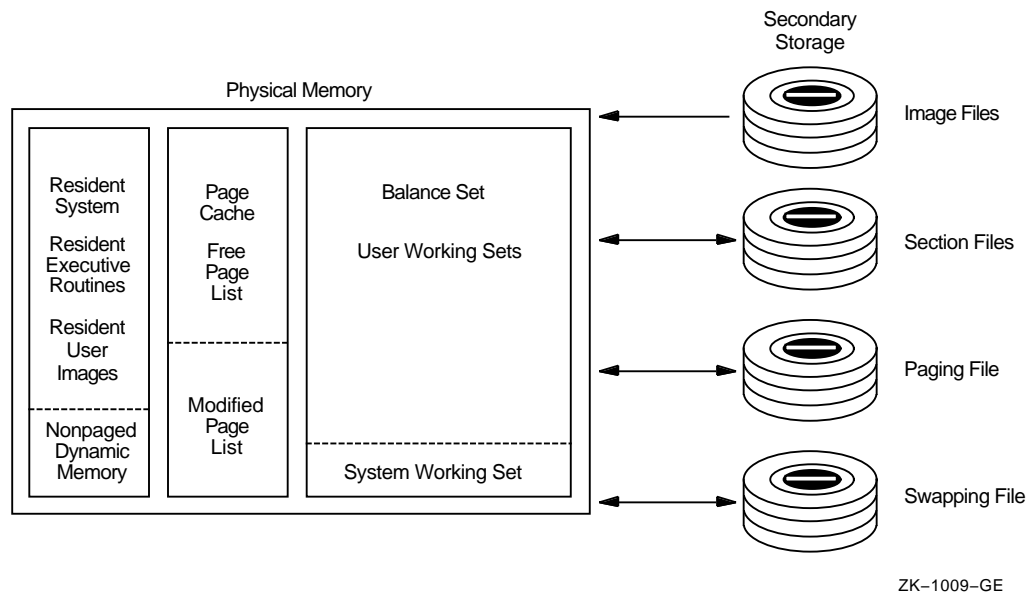 Secondary
Storage
Physical Memory
Image Files
Resident
System
Resident
Executive
Routines
Resident
User
Images
Nonpaged
Dynamic
Memory
Page
Cache
Free
Page
List
Modified
Page
List
Balance Set
User Working Sets
System Working Set
Section Files
Paging File
Swapping File
ZK–1009–GE